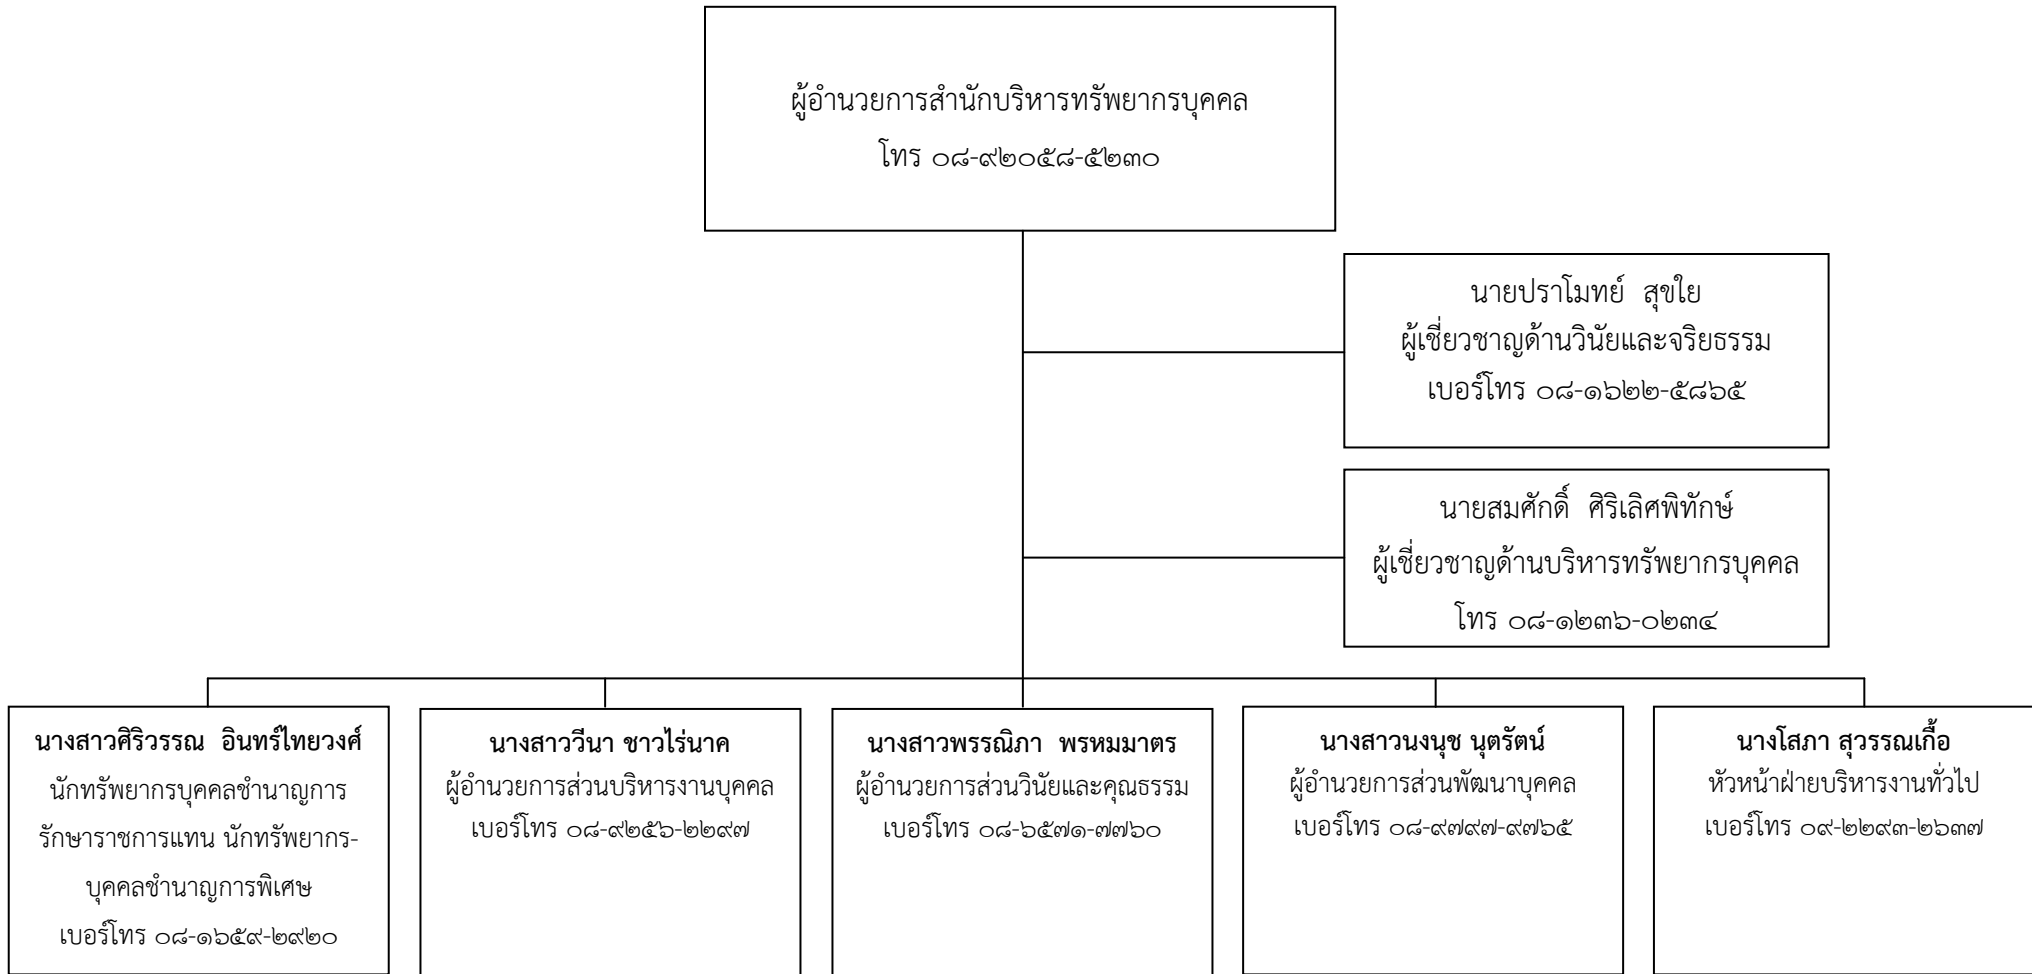 ผู้อำนวยการสำนักบริหารทรัพยากรบุคคล
โทร ๐๘-๙๒๐๕๘-๕๒๓๐
นายปราโมทย์  สุขใย
ผู้เชี่ยวชาญด้านวินัยและจริยธรรม
เบอร์โทร ๐๘-๑๖๒๒-๕๘๖๕
นายสมศักดิ์  ศิริเลิศพิทักษ์
ผู้เชี่ยวชาญด้านบริหารทรัพยากรบุคคล
โทร ๐๘-๑๒๓๖-๐๒๓๔
นางสาวศิริวรรณ  อินทร์ไทยวงศ์
นักทรัพยากรบุคคลชำนาญการ
รักษาราชการแทน นักทรัพยากร-
บุคคลชำนาญการพิเศษ
เบอร์โทร ๐๘-๑๖๕๙-๒๙๒๐
นางสาววีนา ชาวไร่นาค
ผู้อำนวยการส่วนบริหารงานบุคคล
เบอร์โทร ๐๘-๙๒๕๖-๒๒๙๗
นางสาวพรรณิภา  พรหมมาตร
ผู้อำนวยการส่วนวินัยและคุณธรรม
เบอร์โทร ๐๘-๖๕๗๑-๗๗๖๐
นางสาวนงนุช นุตรัตน์
ผู้อำนวยการส่วนพัฒนาบุคคล
เบอร์โทร ๐๘-๙๗๙๗-๙๗๖๕
นางโสภา สุวรรณเกื้อ
หัวหน้าฝ่ายบริหารงานทั่วไป
เบอร์โทร ๐๙-๒๒๙๓-๒๖๓๗